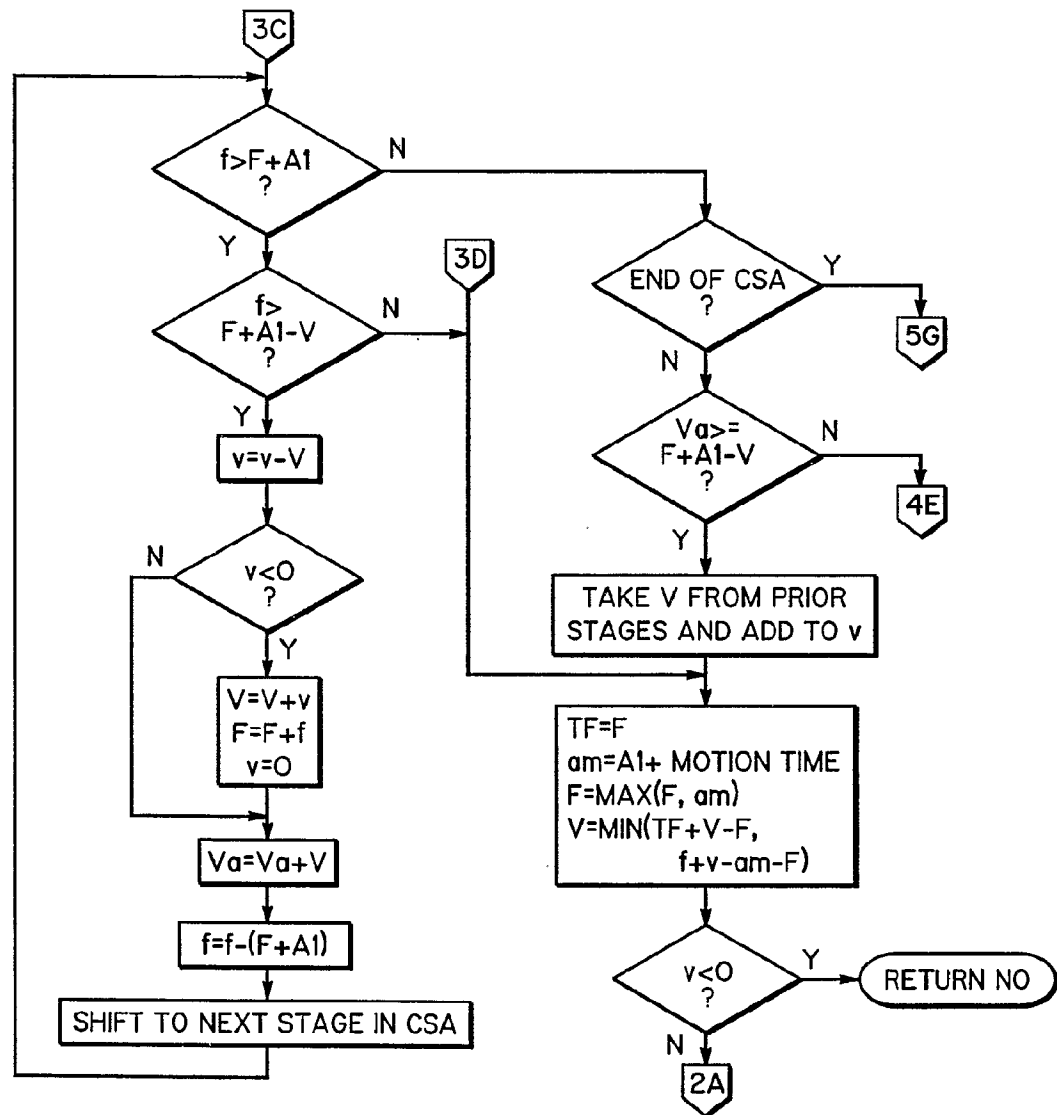 3C
f>F+A1
?
N
Y
3D
END OF CSA
?
Y
5G
f>
F+A1-V
?
N
Y
N
Va>=
F+A1-V
?
N
4E
Y
v=v-V
v<0
?
N
Y
TAKE V FROM PRIOR
STAGES AND ADD TO v
V=V+v
F=F+f
v=0
TF=F
am=A1+ MOTION TIME
F=MAX(F, am)
V=MIN(TF+V-F,
f+v-am-F)
Va=Va+V
f=f-(F+A1)
SHIFT TO NEXT STAGE IN CSA
v<0
?
Y
RETURN NO
N
2A